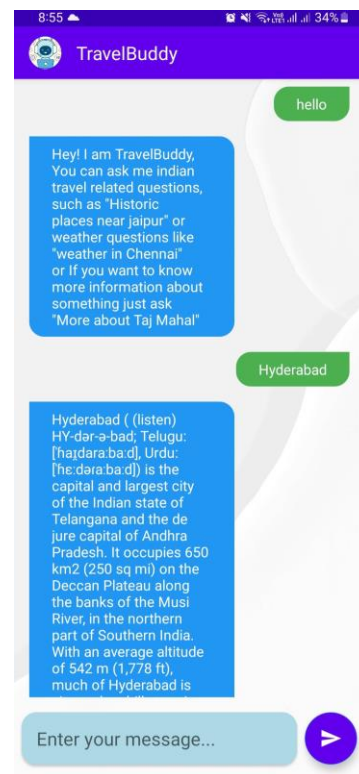 8:55 34%
TravelBuddy
hello
Hey! I am TravelBuddy,
You can ask me indian
travel related questions,
such as "Historic
places near jaipur" or
weather questions like
"weather in Chennai"
or If you want to know
more information about
something just ask
"More about Taj Mahal"
Hyderabad
Hyderabad ( (listen)
HY-dər-ə-bad; Telugu:
[ˈɦaɪ̯daraːbaːd], Urdu:
[ˈɦɛːdəraːbaːd]) is the
capital and largest city
of the Indian state of
Telangana and the de
jure capital of Andhra
Pradesh. It occupies 650
km2 (250 sq mi) on the
Deccan Plateau along
the banks of the Musi
River, in the northern
part of Southern India.
With an average altitude
of 542 m (1,778 ft),
much of Hyderabad is
Enter your message...